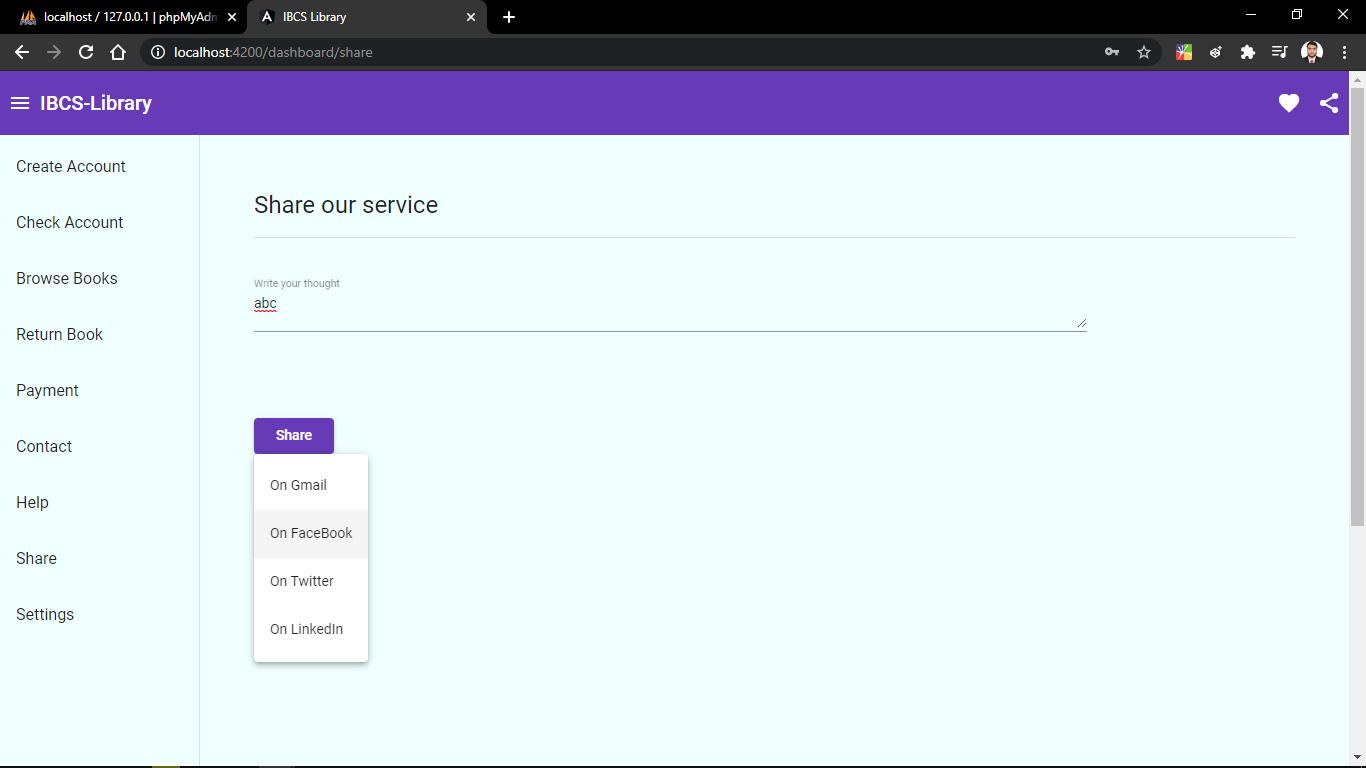 localhost / 127.0.0.1 | phpMyAdm
IBCS Library
localhost:4200/dashboard/share
IBCS-Library
Create Account
Check Account
Browse Books
Return Book
Payment
Contact
Help
Share
Settings
Share our service
Write your thought
abc
Share
On Gmail
On FaceBook
On Twitter
On LinkedIn